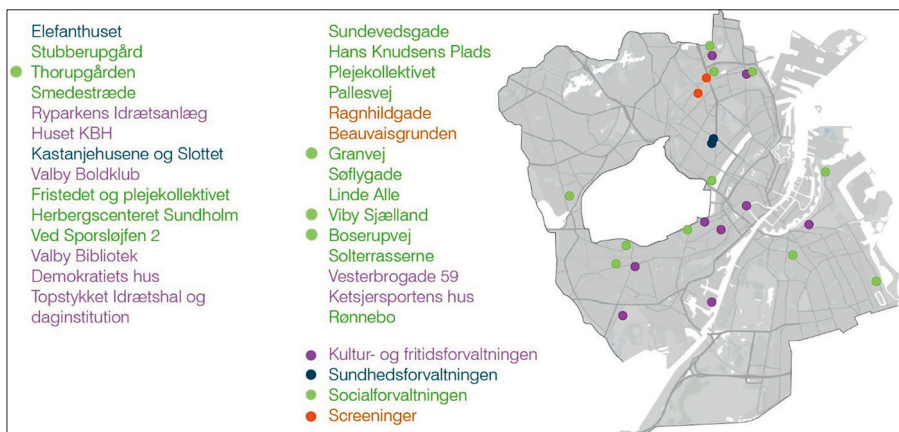 Elefanthuset
Stubberupgård
Thorupgården
Smedestræde
Ryparkens Idrætsanlæg
Huset KBH
Kastanjehusene og Slottet
Valby Boldklub
Fristedet og plejekollektivet
Herbergscenteret Sundholm
Ved Sporsløjfen 2
Valby Bibliotek
Demokratiets hus
Topstykket Idrætshal og
daginstitution
Sundevedsgade
Hans Knudsens Plads
Plejekollektivet
Pallesvej
Ragnhildgade
Beauvaisgrunden
Granvej
Søflygade
Linde Alle
Viby Sjælland
Boserupvej
Solterrasserne
Vesterbrogade 59
Ketsjersportens hus
Rønnebo
Kultur- og fritidsforvaltningen
Sundhedsforvaltningen
Socialforvaltningen
Screeninger